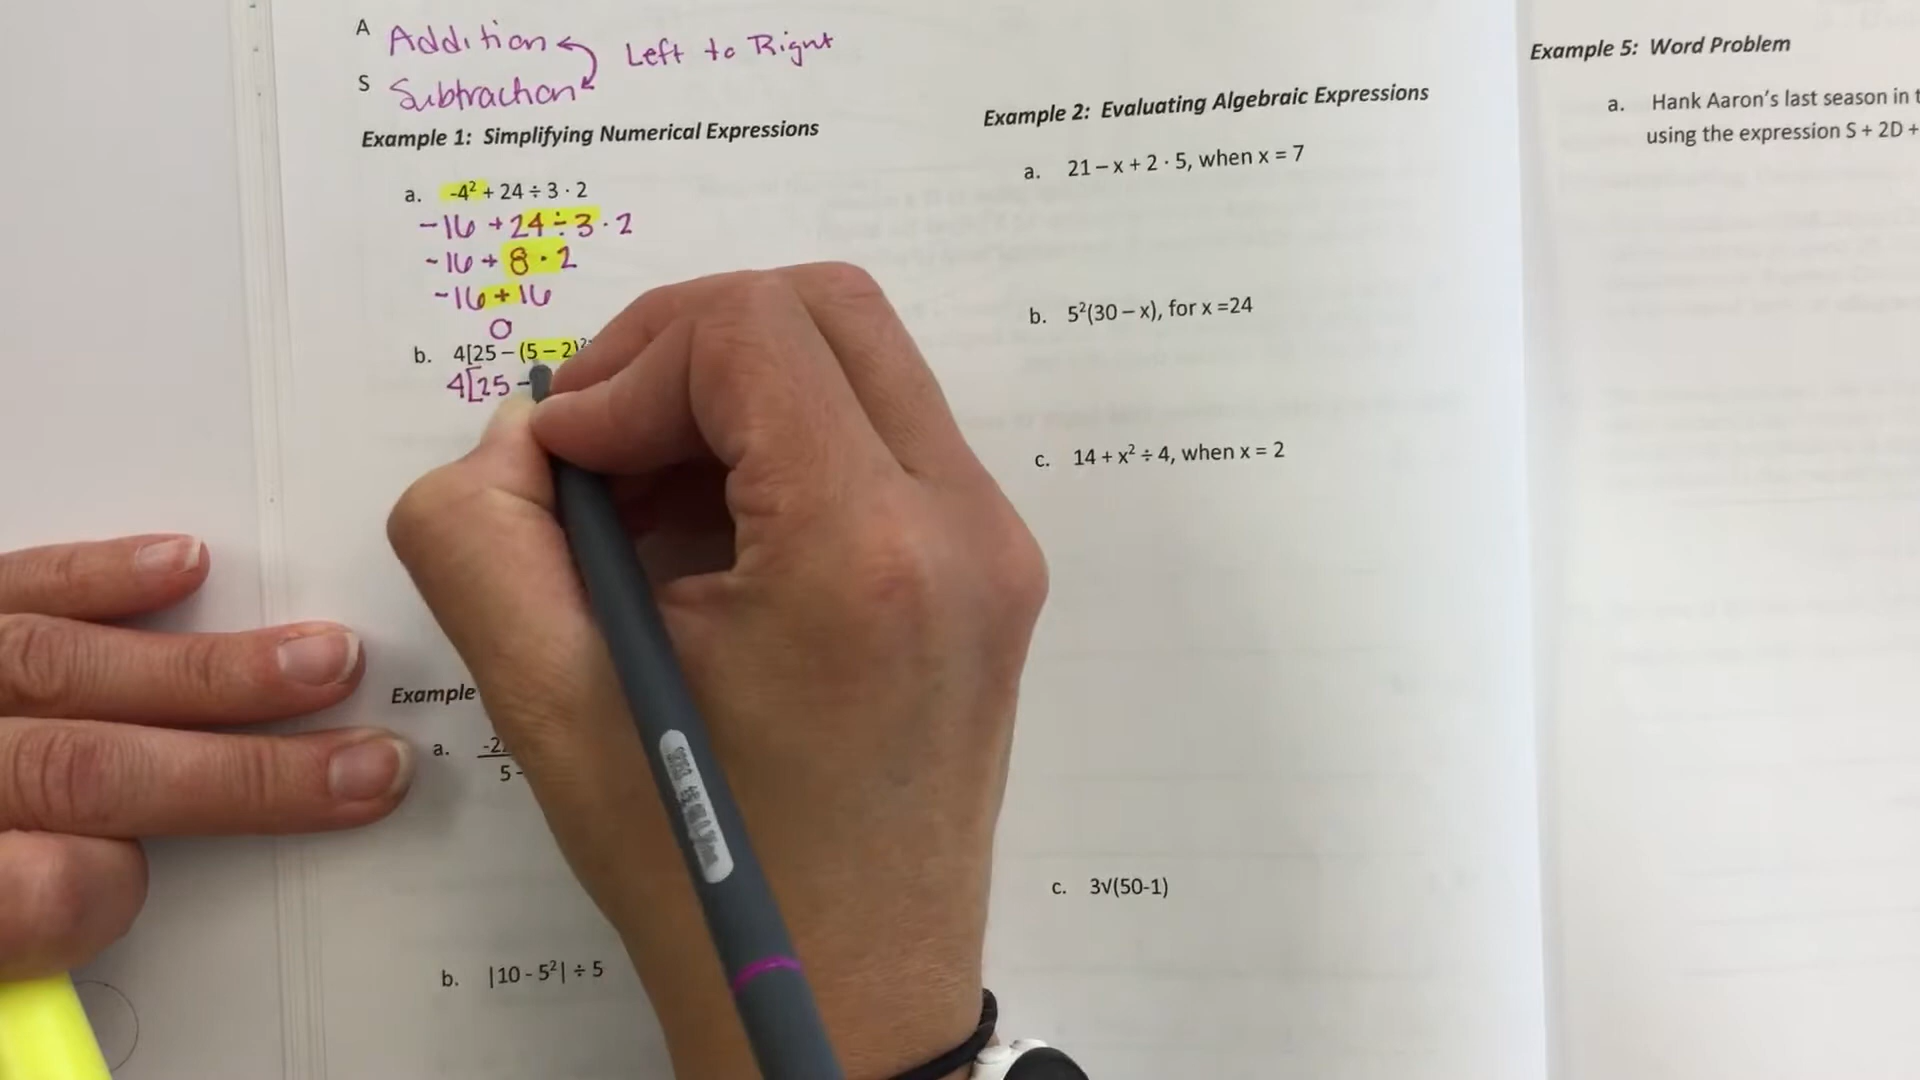 A Addition Left to Right
S Subtraction
Example 1: Simplifying Numerical Expressions
a. -4² + 24 ÷ 3 · 2
-16 + 24 ÷ 3 · 2
-16 + 8 · 2
-16 + 16
0
b. 4[25 – (5 – 2)²
4[25 -
Example
a. -2
5 -
b. |10 - 5²| ÷ 5
Example 2: Evaluating Algebraic Expressions
a. 21 – x + 2 · 5, when x = 7
b. 5²(30 – x), for x =24
c. 14 + x² ÷ 4, when x = 2
c. 3√(50-1)
Example 5: Word Problem
a. Hank Aaron's last season in
using the expression S + 2D +